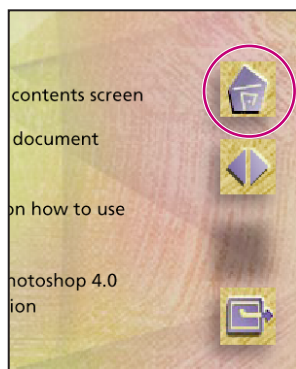 contents screen
document
on how to use
hotoshop 4.0
ion